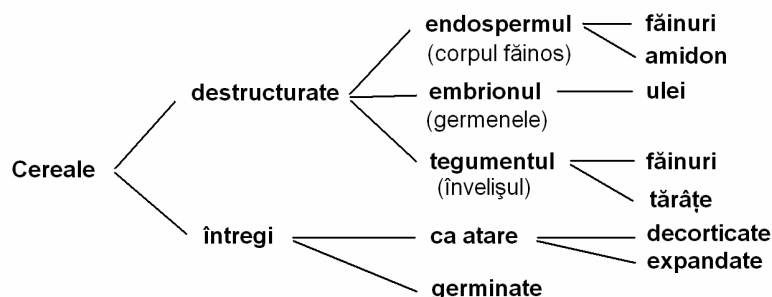 endospermul făinuri
(corpul făinos) amidon
destructurate embrionul ulei
(germenele)
tegumentul făinuri
Cereale (învelişul)
tărâțe
întregi ca atare decorticate
expandate
germinate